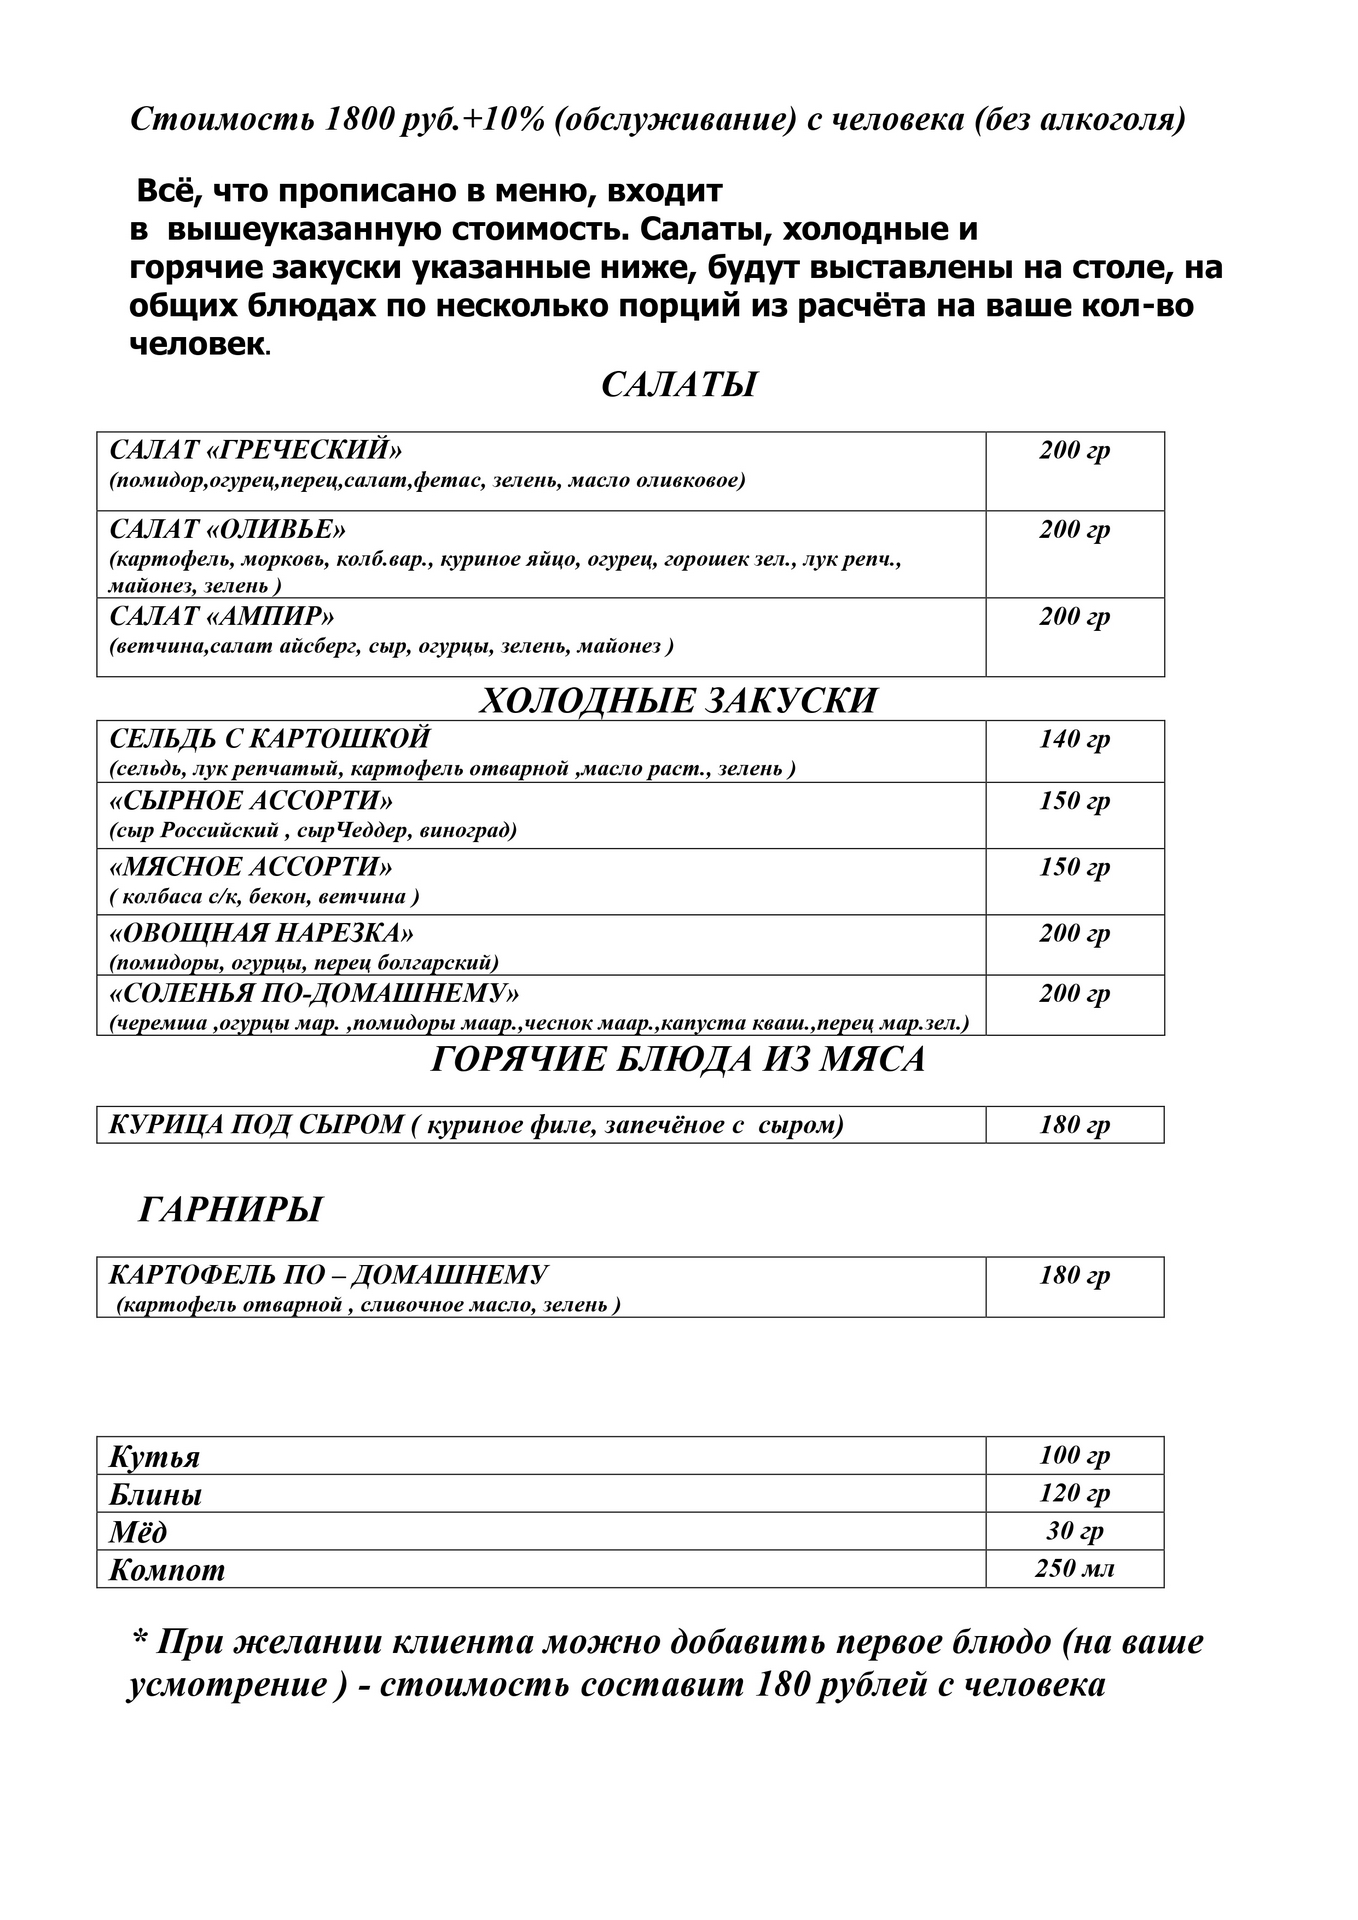 Стоимость 1800 руб.+10% (обслуживание) с человека (без алкоголя)
Всё, что прописано в меню, входит
в вышеуказанную стоимость. Салаты, холодные и
горячие закуски указанные ниже, будут выставлены на столе, на
общих блюдах по несколько порций из расчёта на ваше кол-во
человек.
САЛАТЫ
САЛАТ «ГРЕЧЕСКИЙ» 200 гр
(помидор,огурец,перец,салат,фетас, зелень, масло оливковое)
САЛАТ «ОЛИВЬЕ» 200 гр
(картофель, морковь, колб.вар., куриное яйцо, огурец, горошек зел., лук репч.,
майонез, зелень )
САЛАТ «АМПИР» 200 гр
(ветчина,салат айсберг, сыр, огурцы, зелень, майонез )
ХОЛОДНЫЕ ЗАКУСКИ
СЕЛЬДЬ С КАРТОШКОЙ 140 гр
(сельдь, лук репчатый, картофель отварной ,масло раст., зелень )
«СЫРНОЕ АССОРТИ» 150 гр
(сыр Российский , сырЧеддер, виноград)
«МЯСНОЕ АССОРТИ» 150 гр
( колбаса с/к, бекон, ветчина )
«ОВОЩНАЯ НАРЕЗКА» 200 гр
(помидоры, огурцы, перец болгарский)
«СОЛЕНЬЯ ПО-ДОМАШНЕМУ» 200 гр
(черемша ,огурцы мар. ,помидоры маар.,чеснок маар.,капуста кваш.,перец мар.зел.)
ГОРЯЧИЕ БЛЮДА ИЗ МЯСА
КУРИЦА ПОД СЫРОМ ( куриное филе, запечёное с сыром) 180 гр
ГАРНИРЫ
КАРТОФЕЛЬ ПО – ДОМАШНЕМУ 180 гр
(картофель отварной , сливочное масло, зелень )
Кутья 100 гр
Блины 120 гр
Мёд 30 гр
Компот 250 мл
* При желании клиента можно добавить первое блюдо (на ваше
усмотрение ) - стоимость составит 180 рублей с человека